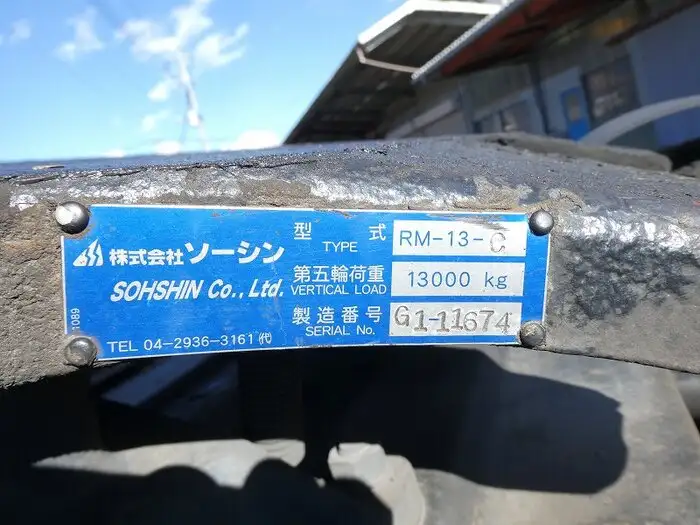 株式会社 ソーシン
SOHSHIN Co., Ltd.
TEL 04-2936-3161 (代)
1089
型 式 RM-13-C
TYPE
第五輪荷重 13000 kg
VERTICAL LOAD
製造番号 G1-11674
SERIAL No.